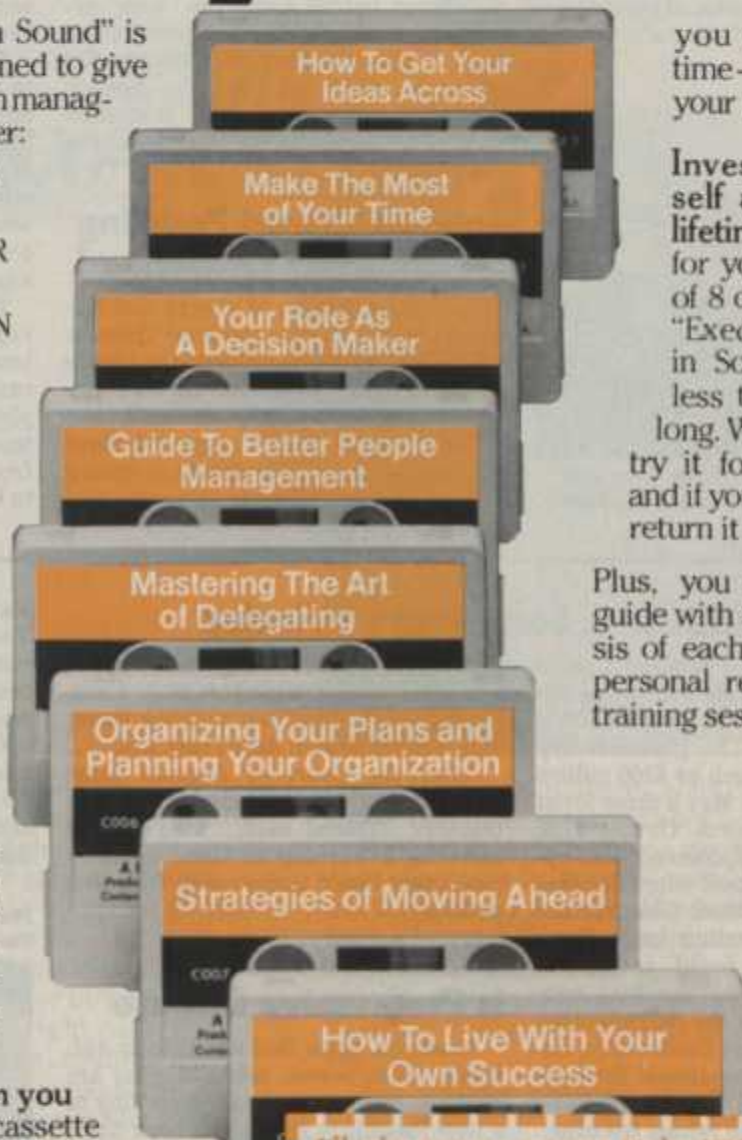 n Sound" is
ned to give
n manag-
er:
R
N
n you
cassette
How To Get Your
Ideas Across
Make The Most
of Your Time
Your Role As
A Decision Maker
Guide To Better People
Management
Mastering The Art
of Delegating
Organizing Your Plans and
Planning Your Organization
C006
A
Strategies of Moving Ahead
C007
A
How To Live With Your
Own Success
you
time-
your
Inves
self a
lifetin
for yo
of 8 c
"Exec
in So
less t
long. W
try it fo
and if you
return it
Plus, you
guide with
sis of each
personal re
training ses